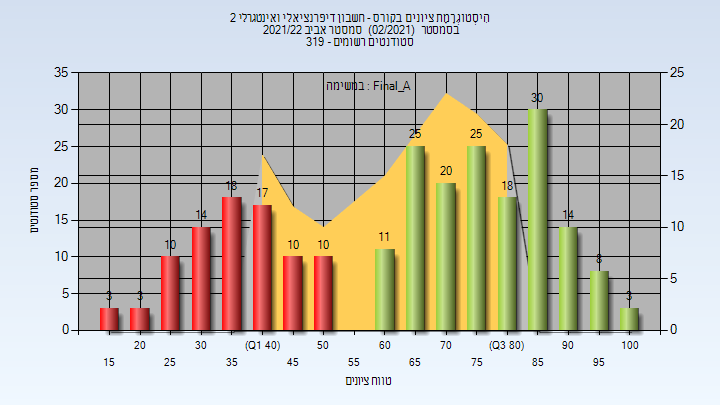 היסטוגרמת ציונים בקורס - חשבון דיפרנציאלי ואינטגרלי 2
בסמסטר (02/2021) סמסטר אביב 2021/22
סטודנטים רשומים - 319
במשימה : Final_A
35 30 25 20 15 10 5 0
25 20 15 10 5 0
מספר סטודנטים
3 3 10 14 18 17 10 10 11 25 20 25 18 30 14 8 3
20 30 (Q1 40) 50 60 70 (Q3 80) 90 100
15 25 35 45 55 65 75 85 95
טווח ציונים